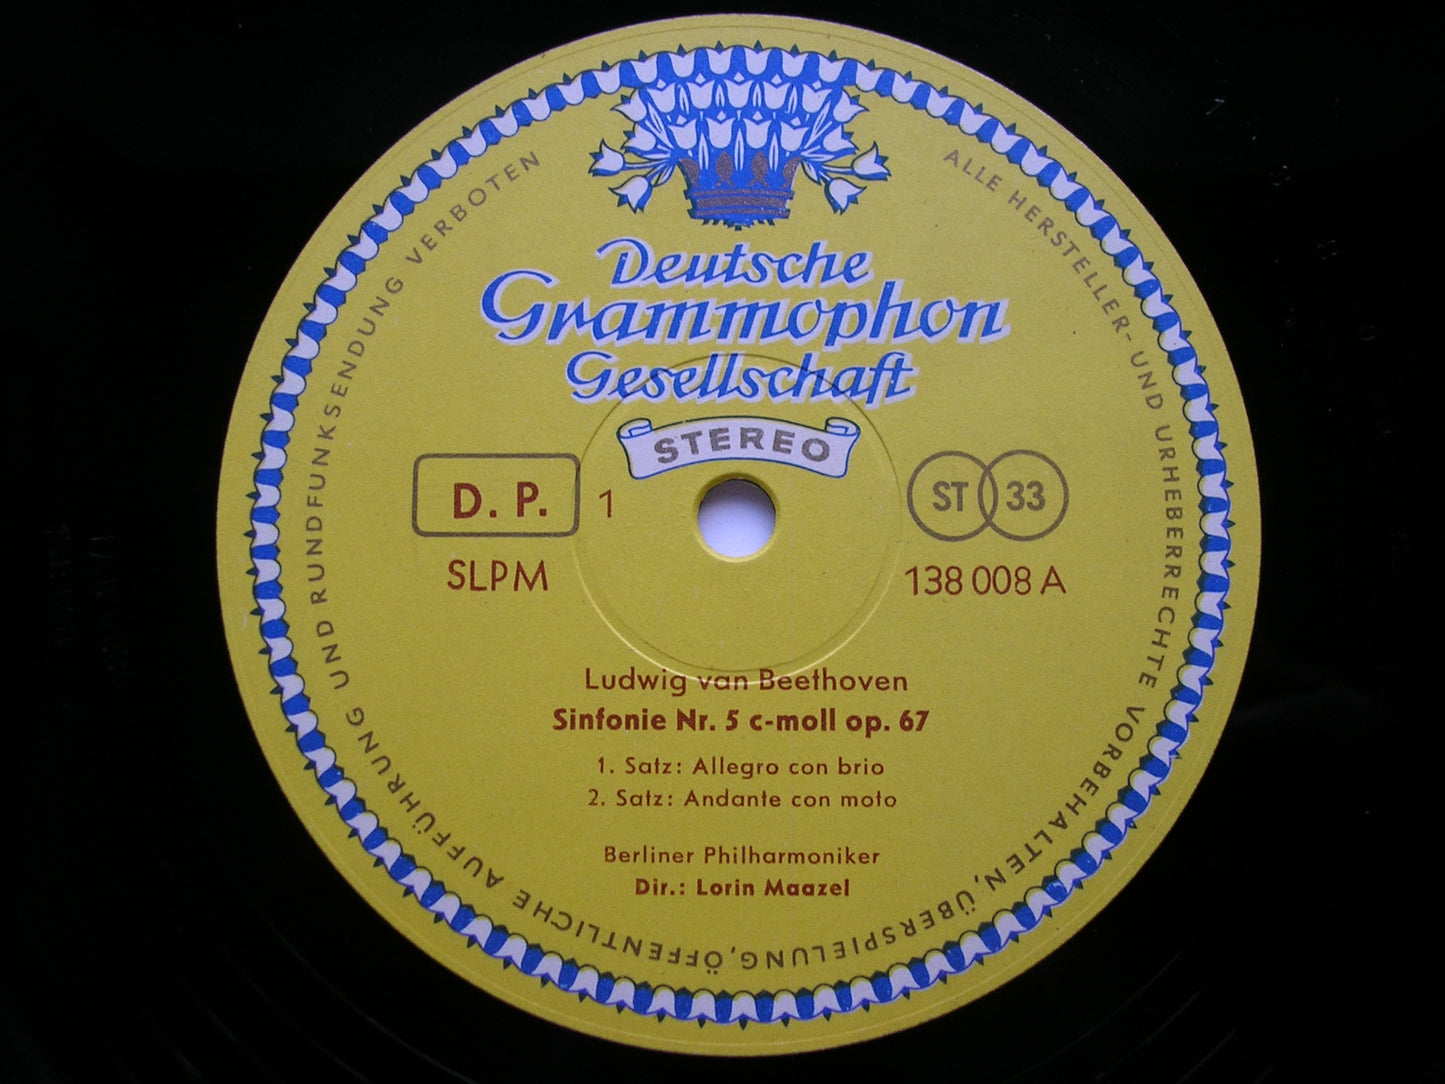 Deutsche
Grammophon
Gesellschaft
STEREO
D. P. 1
ST 33
SLPM
138 008 A
Ludwig van Beethoven
Sinfonie Nr. 5 c-moll op. 67
1. Satz: Allegro con brio
2. Satz: Andante con moto
Berliner Philharmoniker
Dir.: Lorin Maazel
ALLE HERSTELLER- UND URHEBERRECHTE VORBEHALTEN, ÜBERSPIELUNG, ÖFFENTLICHE AUFFÜHRUNG UND RUNDFUNKSENDUNG VERBOTEN